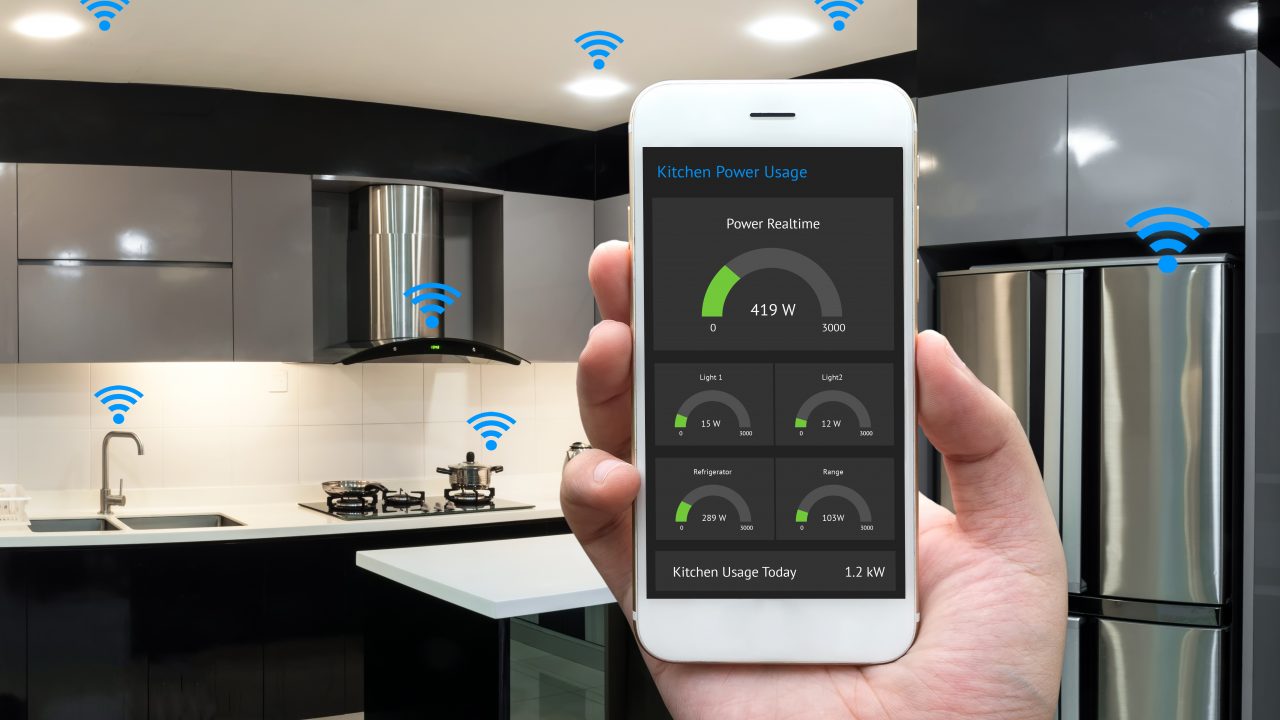 Kitchen Power Usage
Power Realtime
419 W
0 3000
Light 1 Light2
15 W 12 W
0 3000 0 3000
Refrigerator Range
289 W 103W
0 3000 0 3000
Kitchen Usage Today 1.2 kW